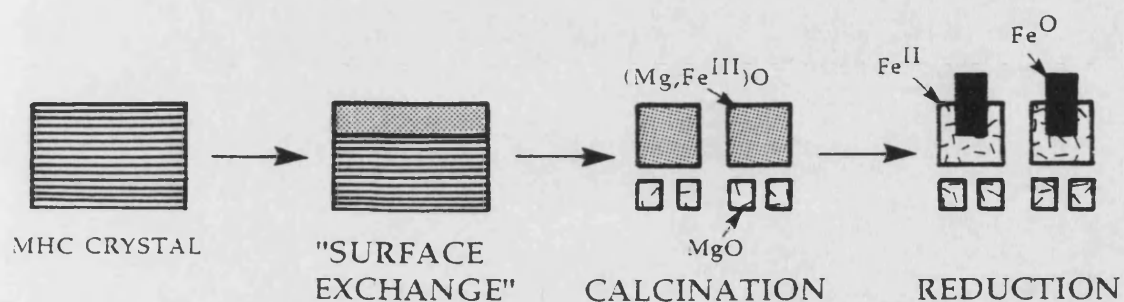 (Mg,Fe^III)O
Fe^II
Fe^O
MHC CRYSTAL
"SURFACE
EXCHANGE"
MgO
CALCINATION
REDUCTION